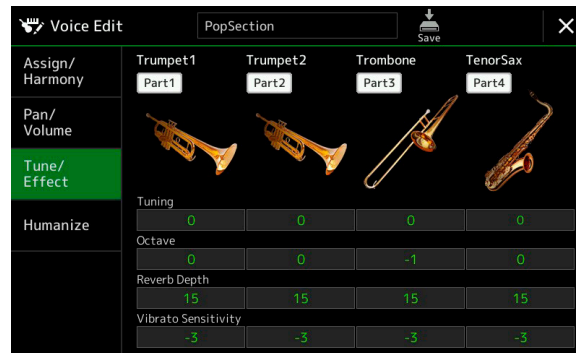 Voice Edit
PopSection
Save
Assign/
Harmony
Pan/
Volume
Tune/
Effect
Humanize
Trumpet1 Trumpet2 Trombone TenorSax
Part1 Part2 Part3 Part4
Tuning
0 0 0 0
Octave
0 0 -1 0
Reverb Depth
15 15 15 15
Vibrato Sensitivity
-3 -3 -3 -3